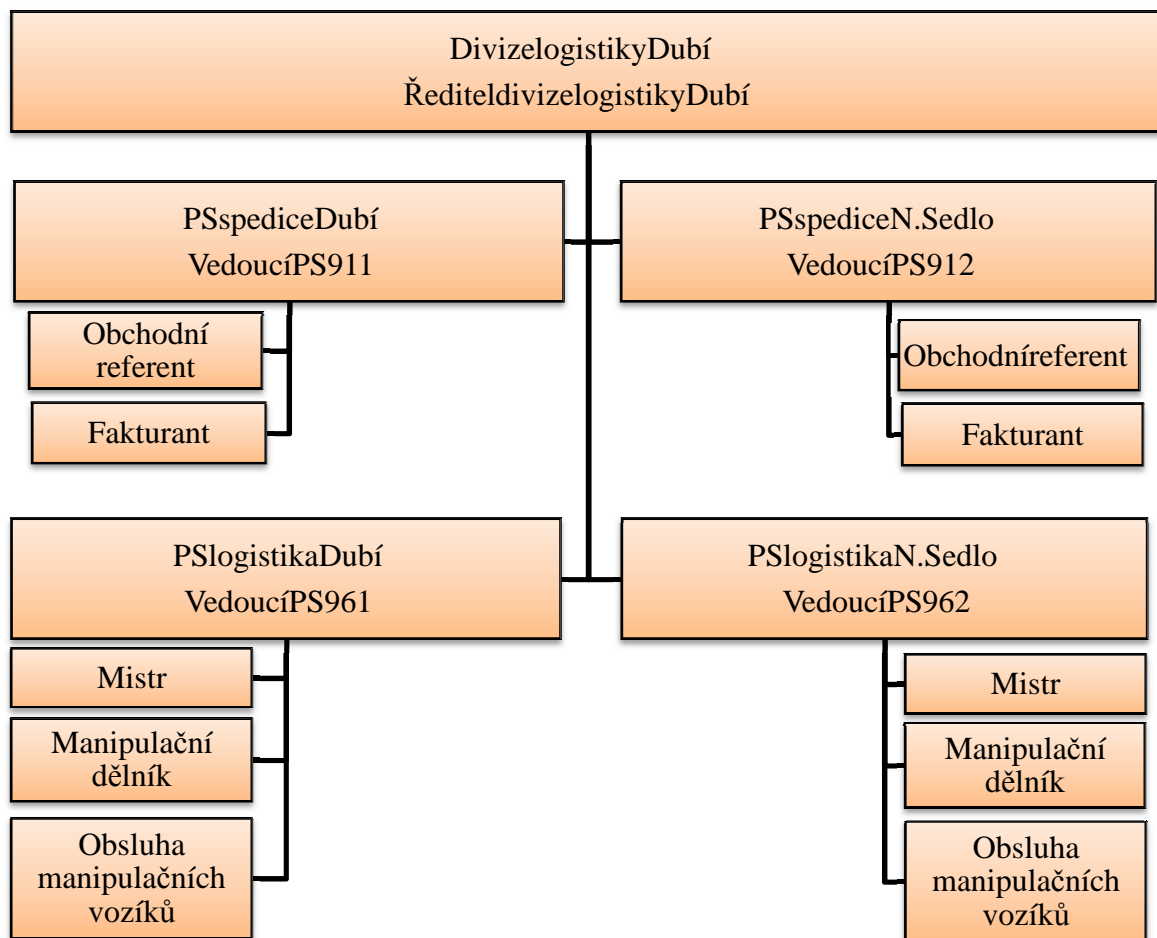 DivizelogistikyDubí
ŘediteldivizelogistikyDubí
PSspediceDubí
VedoucíPS911
Obchodní
referent
Fakturant
PSspediceN.Sedlo
VedoucíPS912
Obchodníreferent
Fakturant
PSlogistikaDubí
VedoucíPS961
Mistr
Manipulační
dělník
Obsluha
manipulačních
vozíků
PSlogistikaN.Sedlo
VedoucíPS962
Mistr
Manipulační
dělník
Obsluha
manipulačních
vozíků